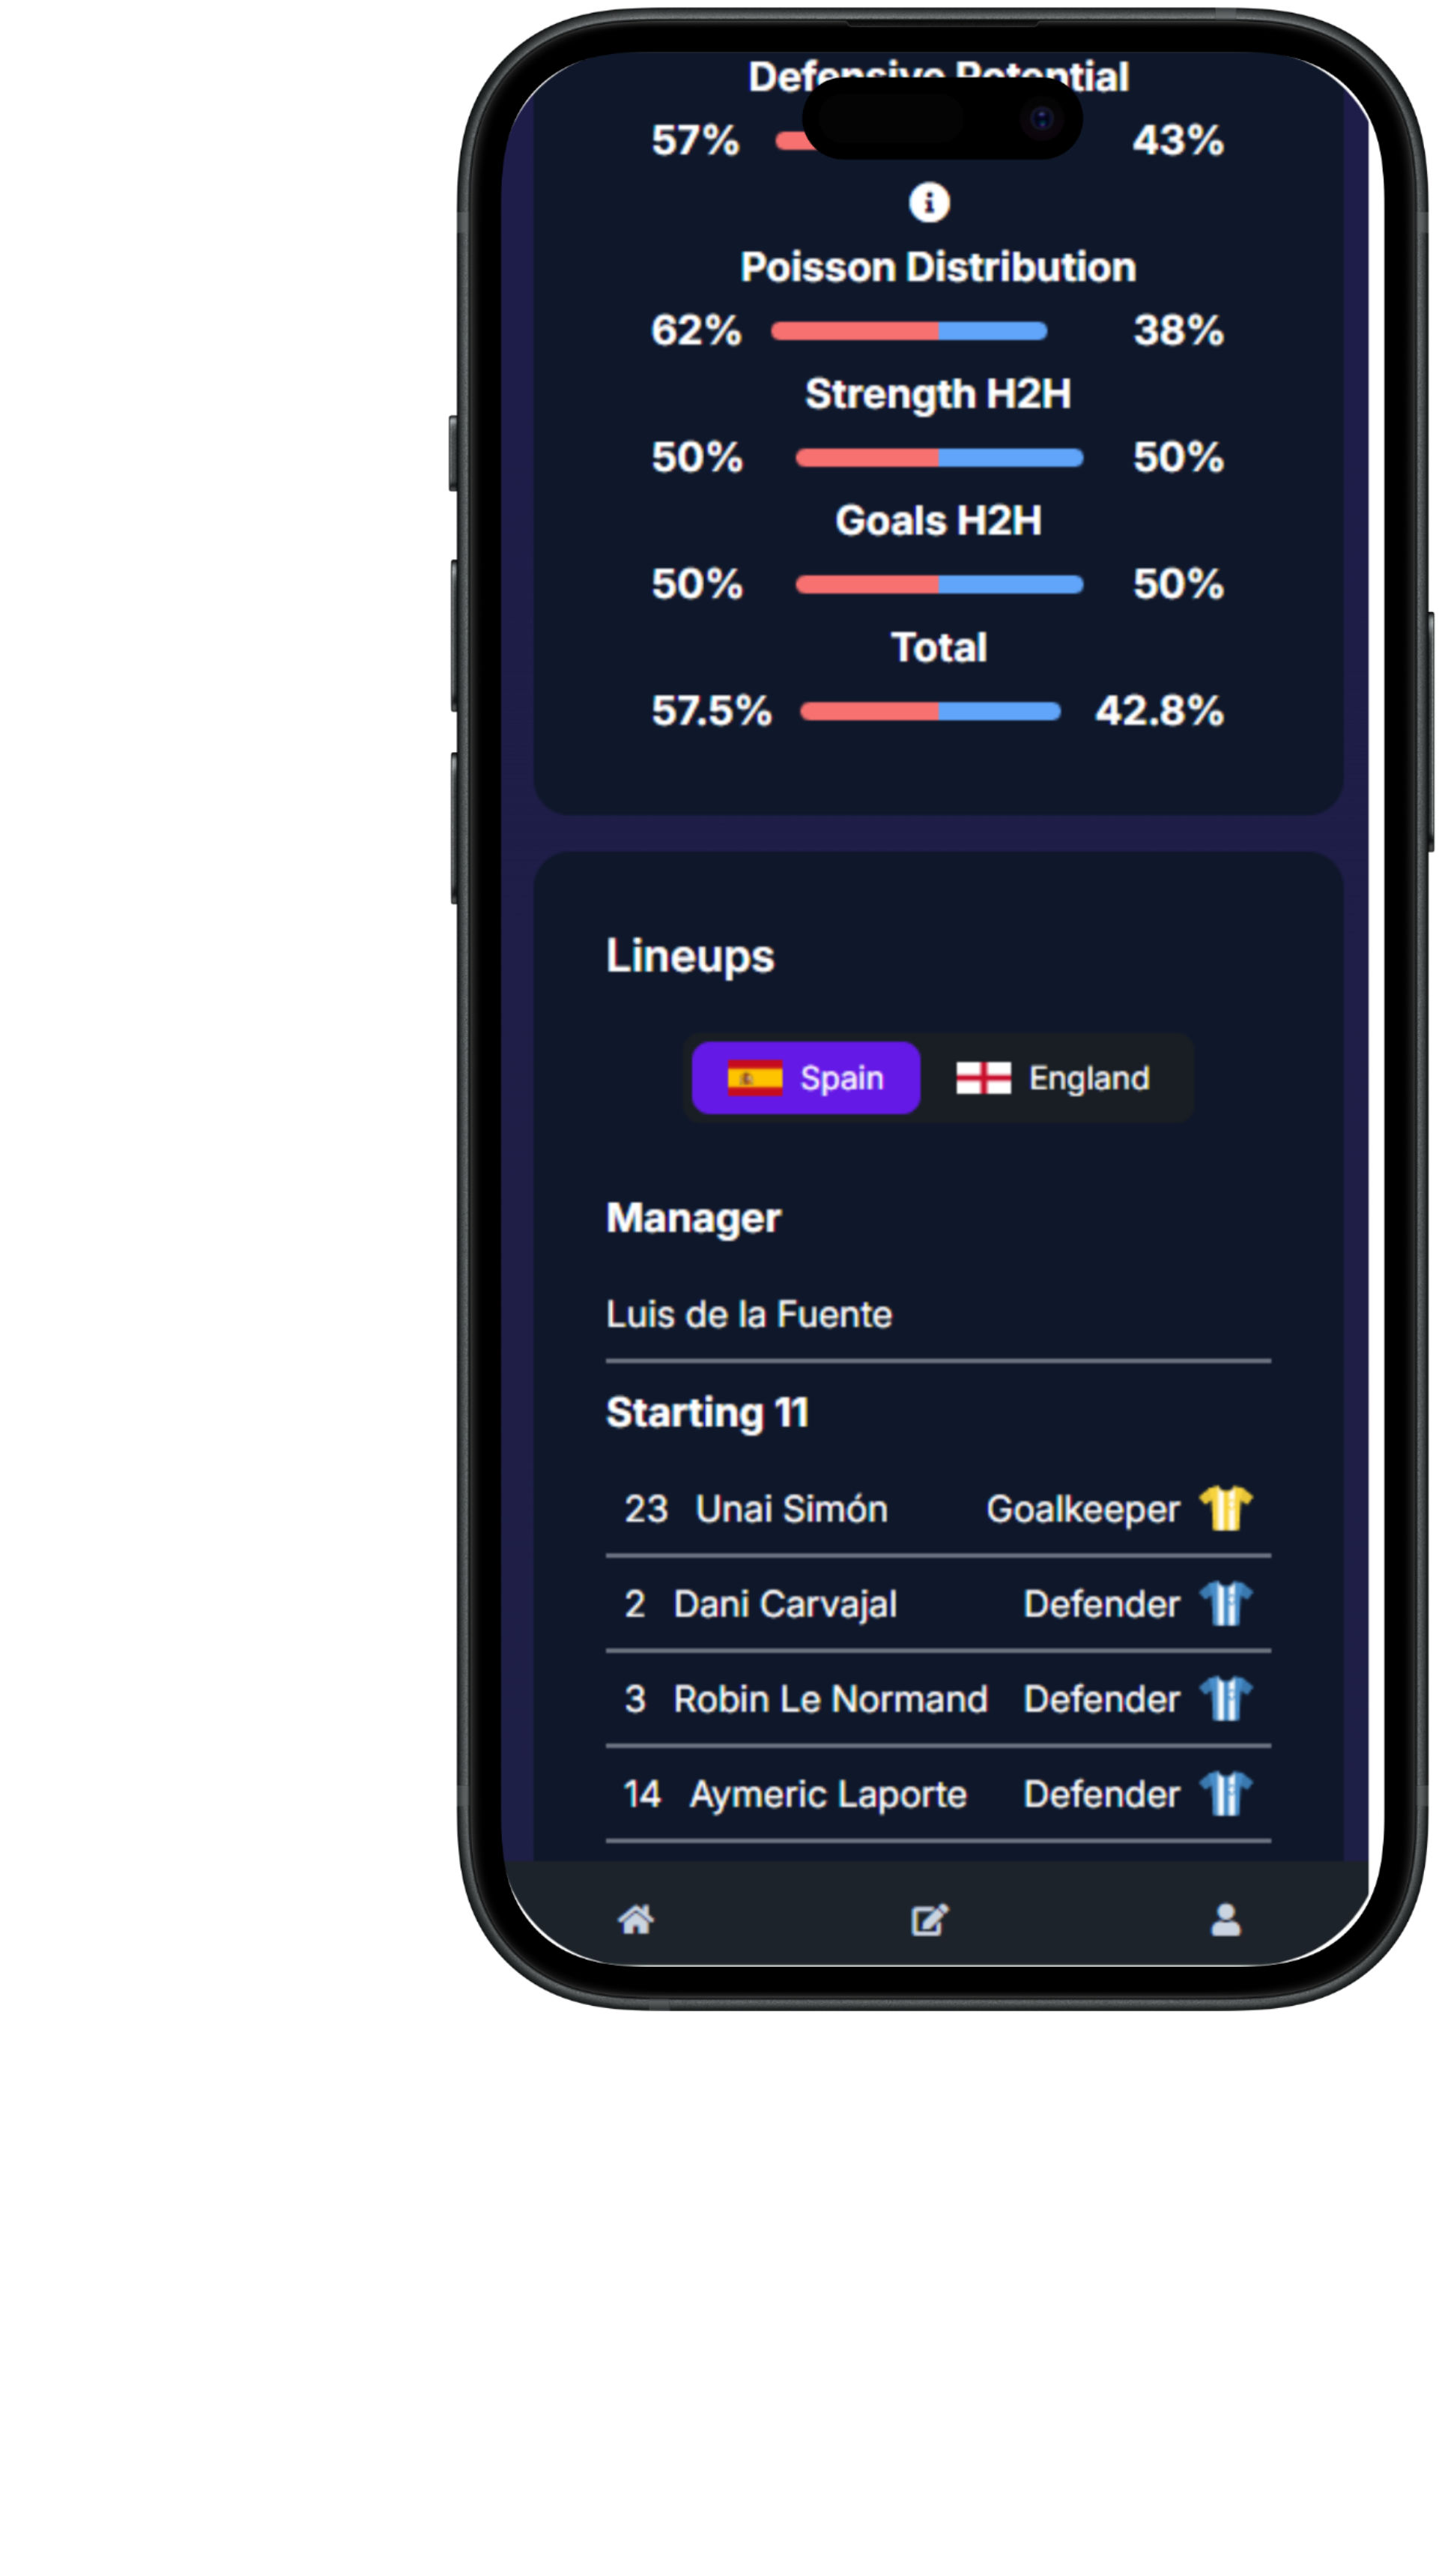 Defensive Potential
57% 43%
Poisson Distribution
62% 38%
Strength H2H
50% 50%
Goals H2H
50% 50%
Total
57.5% 42.8%
Lineups
Spain England
Manager
Luis de la Fuente
Starting 11
23 Unai Simón Goalkeeper
2 Dani Carvajal Defender
3 Robin Le Normand Defender
14 Aymeric Laporte Defender